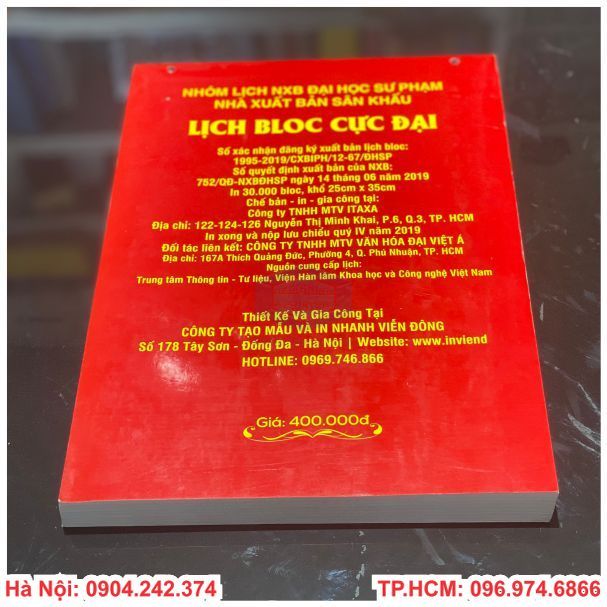 NHÓM LỊCH NXB ĐẠI HỌC SƯ PHẠM
NHÀ XUẤT BẢN SÂN KHẤU
LỊCH BLOC CỰC ĐẠI
Số xác nhận đăng ký xuất bản lịch bloc:
1995-2019/CXBIPH/12-67/ĐHSP
Số quyết định xuất bản của NXB:
752/QĐ-NXBĐHSP ngày 14 tháng 06 năm 2019
In 30.000 bloc, khổ 25cm x 35cm
Chế bản - in - gia công tại:
Công ty TNHH MTV ITAXA
Địa chỉ: 122-124-126 Nguyễn Thị Minh Khai, P.6, Q.3, TP. HCM
In xong và nộp lưu chiểu quý IV năm 2019
Đối tác liên kết: CÔNG TY TNHH MTV VĂN HÓA ĐẠI VIỆT Á
Địa chỉ: 167A Thích Quảng Đức, Phường 4, Q. Phú Nhuận, TP. HCM
Nguồn cung cấp lịch:
Trung tâm Thông tin - Tư liệu, Viện Hàn lâm Khoa học và Công nghệ Việt Nam
Thiết Kế Và Gia Công Tại
CÔNG TY TẠO MẪU VÀ IN NHANH VIỄN ĐÔNG
Số 178 Tây Sơn - Đống Đa - Hà Nội | Website: www.inviend
HOTLINE: 0969.746.866
Giá: 400.000đ
Hà Nội: 0904.242.374
TP.HCM: 096.974.6866